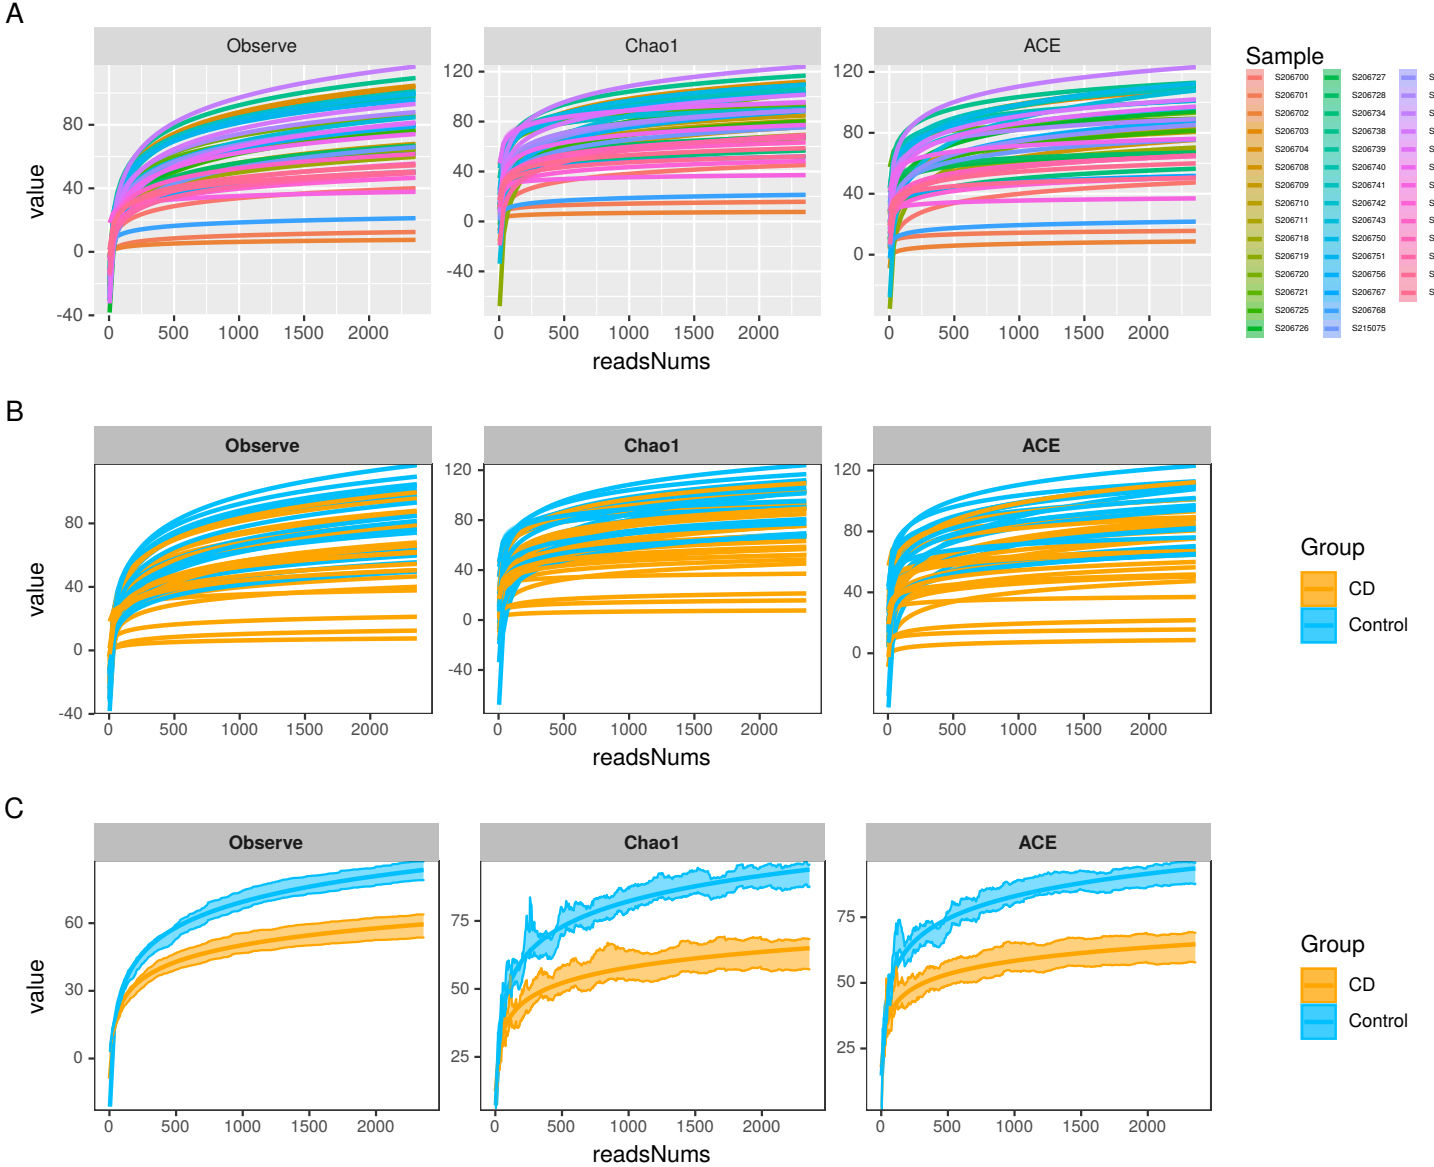 A
Observe
Chao1
ACE
value
80
40
0
-40
120
80
40
0
-40
120
80
40
0
0 500 1000 1500 2000
0 500 1000 1500 2000
0 500 1000 1500 2000
readsNums
Sample
S206700 S206727 S
S206701 S206728 S
S206702 S206734 S
S206703 S206738 S
S206704 S206739 S
S206708 S206740 S
S206709 S206741 S
S206710 S206742 S
S206711 S206743 S
S206718 S206750 S
S206719 S206751 S
S206720 S206756 S
S206721 S206767 S
S206725 S206768
S206726 S215075
B
Observe
Chao1
ACE
value
80
40
0
-40
120
80
40
0
-40
120
80
40
0
0 500 1000 1500 2000
0 500 1000 1500 2000
0 500 1000 1500 2000
readsNums
Group
CD
Control
C
Observe
Chao1
ACE
value
60
30
0
75
50
25
75
50
25
0 500 1000 1500 2000
0 500 1000 1500 2000
0 500 1000 1500 2000
readsNums
Group
CD
Control